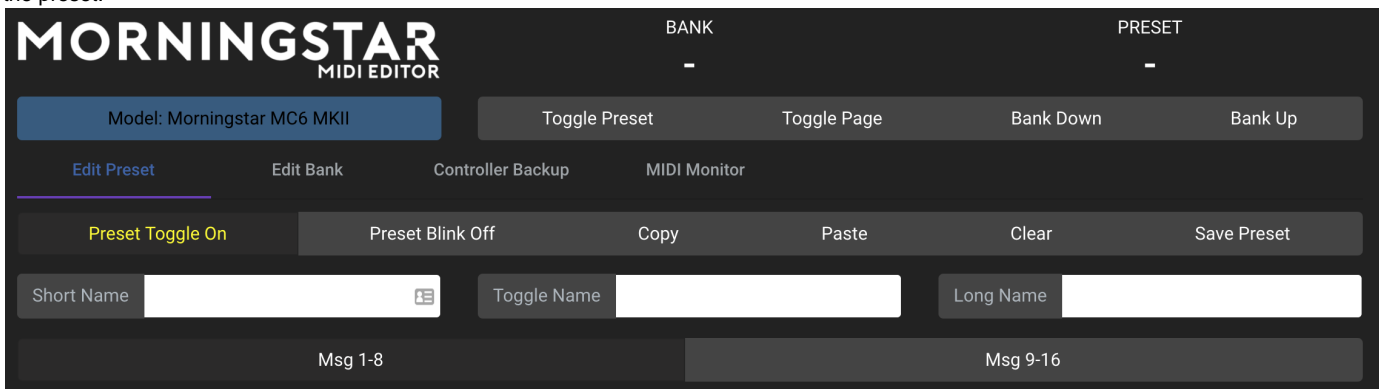 the preset.
MORNINGSTAR
MIDI EDITOR
BANK
-
PRESET
-
Model: Morningstar MC6 MKII
Toggle Preset
Toggle Page
Bank Down
Bank Up
Edit Preset
Edit Bank
Controller Backup
MIDI Monitor
Preset Toggle On
Preset Blink Off
Copy
Paste
Clear
Save Preset
Short Name
Toggle Name
Long Name
Msg 1-8
Msg 9-16